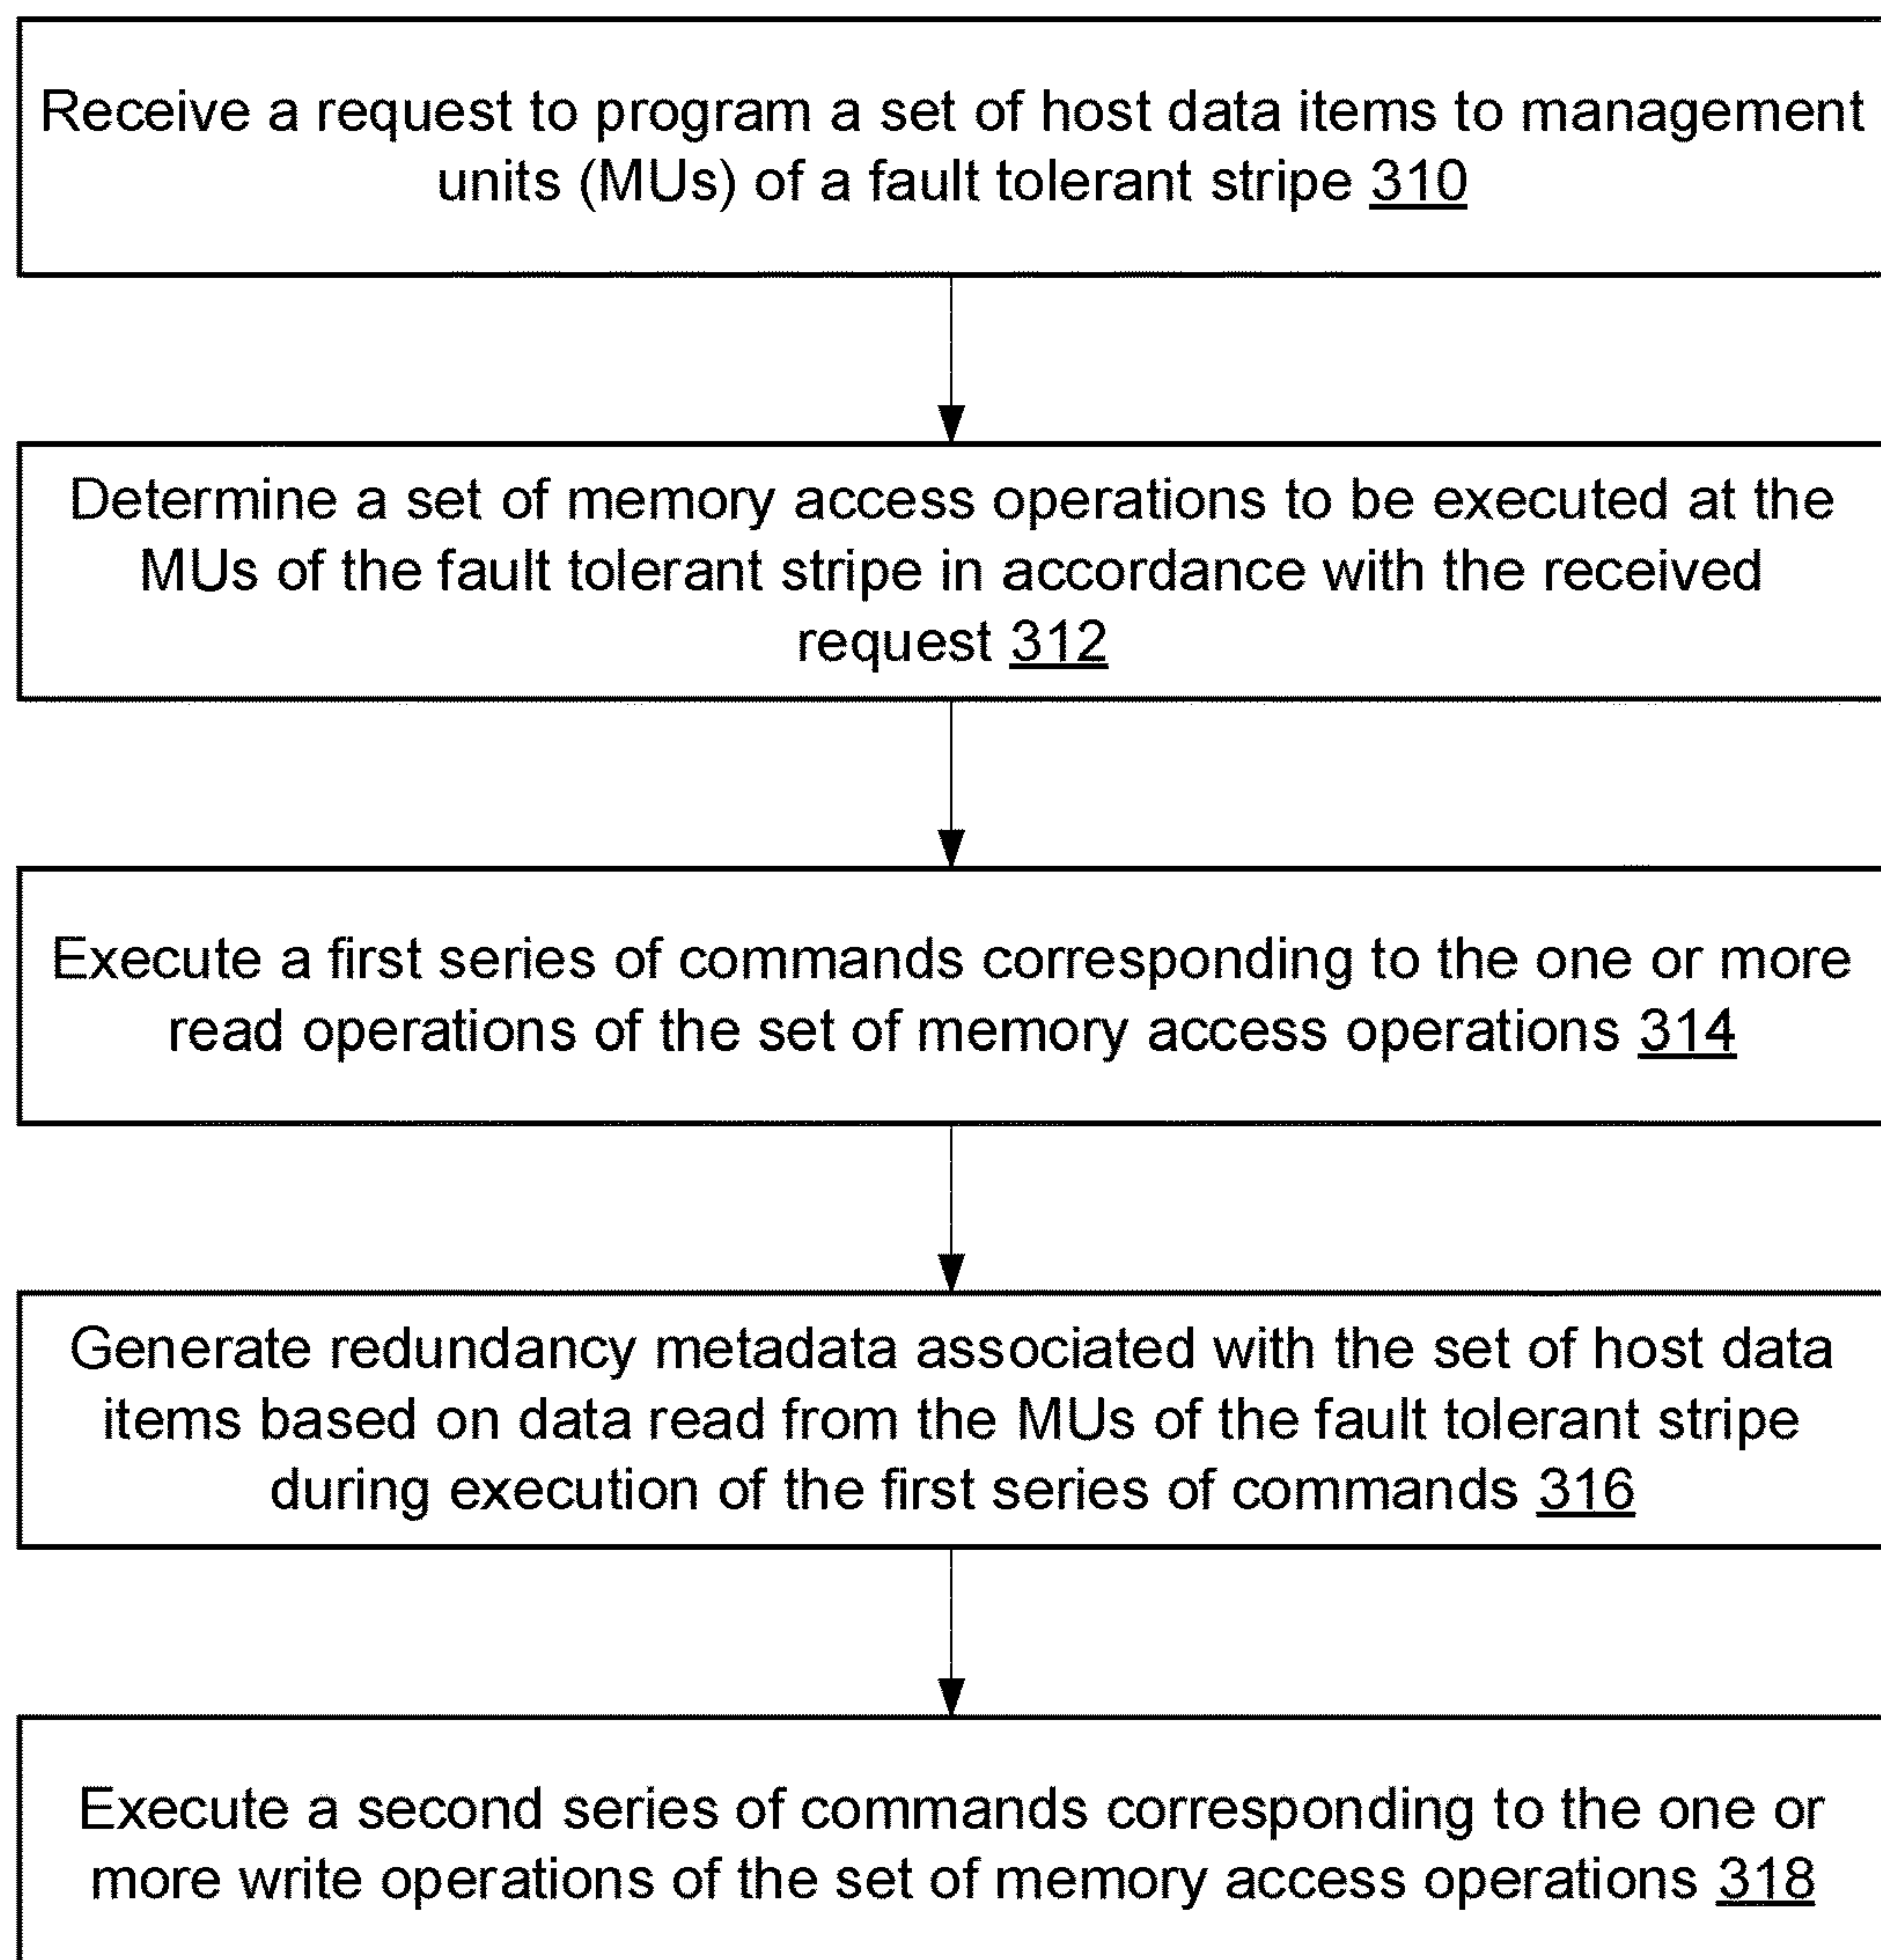 Receive a request to program a set of host data items to management
units (MUs) of a fault tolerant stripe 310
Determine a set of memory access operations to be executed at the
MUs of the fault tolerant stripe in accordance with the received
request 312
Execute a first series of commands corresponding to the one or more
read operations of the set of memory access operations 314
Generate redundancy metadata associated with the set of host data
items based on data read from the MUs of the fault tolerant stripe
during execution of the first series of commands 316
Execute a second series of commands corresponding to the one or
more write operations of the set of memory access operations 318